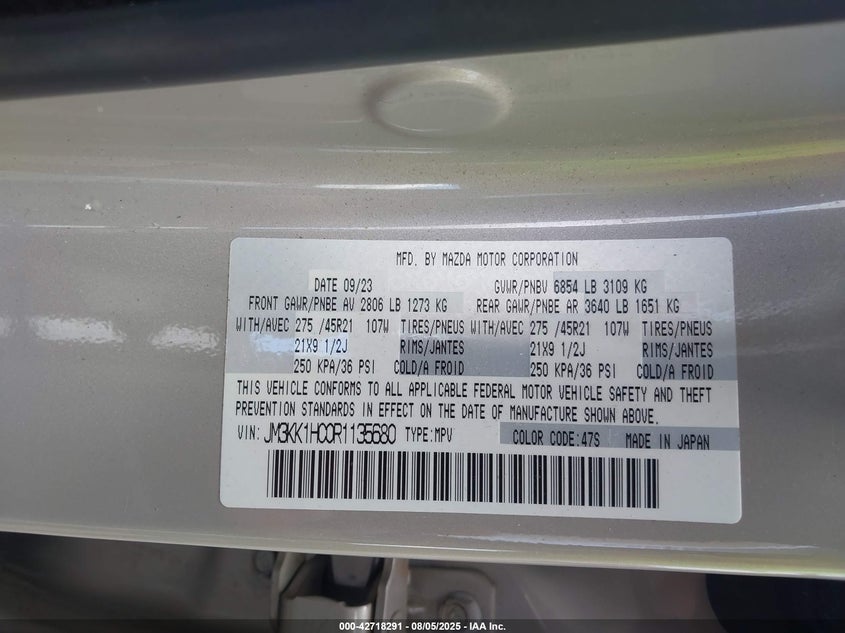 MFD. BY MAZDA MOTOR CORPORATION
DATE 09/23 GVWR/PNBV 6854 LB 3109 KG
FRONT GAWR/PNBE AV 2806 LB 1273 KG REAR GAWR/PNBE AR 3640 LB 1651 KG
WITH/AVEC 275 /45R21 107W TIRES/PNEUS WITH/AVEC 275 /45R21 107W TIRES/PNEUS
21X9 1/2J RIMS/JANTES 21X9 1/2J RIMS/JANTES
250 KPA/36 PSI COLD/A FROID 250 KPA/36 PSI COLD/A FROID
THIS VEHICLE CONFORMS TO ALL APPLICABLE FEDERAL MOTOR VEHICLE SAFETY AND THEFT
PREVENTION STANDARDS IN EFFECT ON THE DATE OF MANUFACTURE SHOWN ABOVE.
VIN: JM3KK1HC0R1135680 TYPE:MPV COLOR CODE:47S MADE IN JAPAN
000-42718291 - 08/05/2025 - IAA Inc.